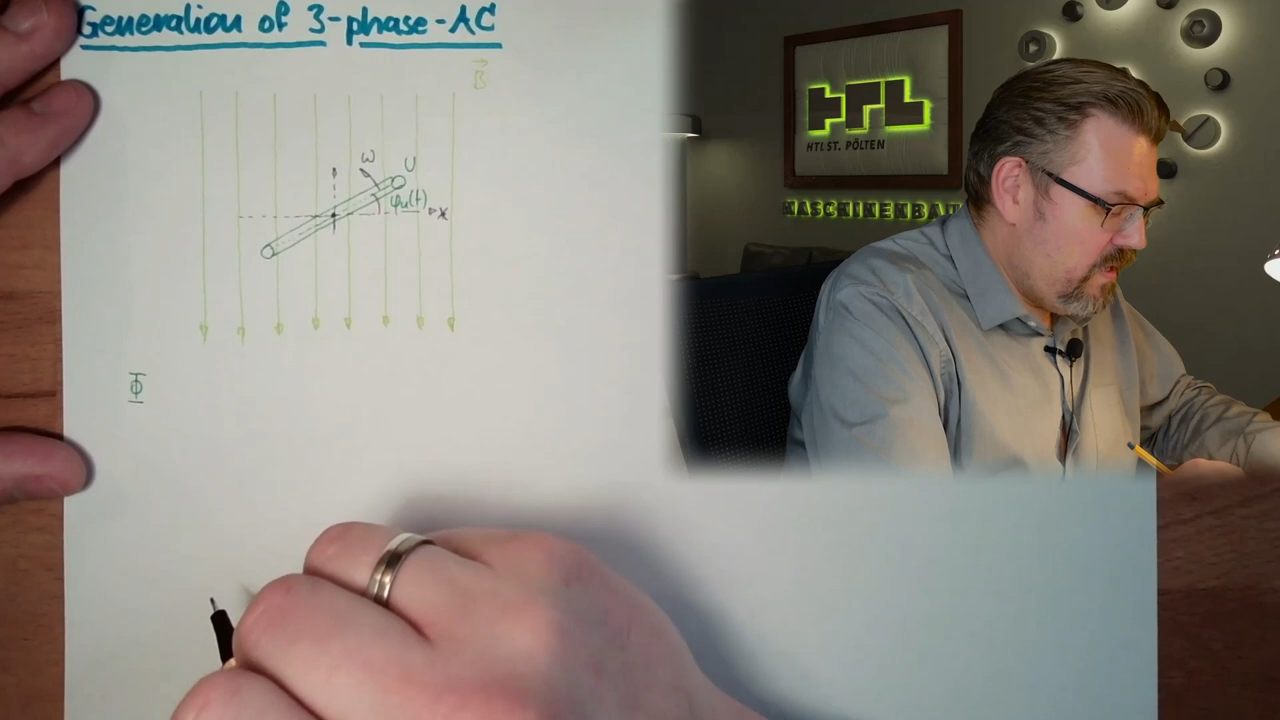 Generation of 3-phase-AC
B
ω
U
φu(t)
x
Φ
HTL
HTL ST. PÖLTEN
MASCHINENBAU